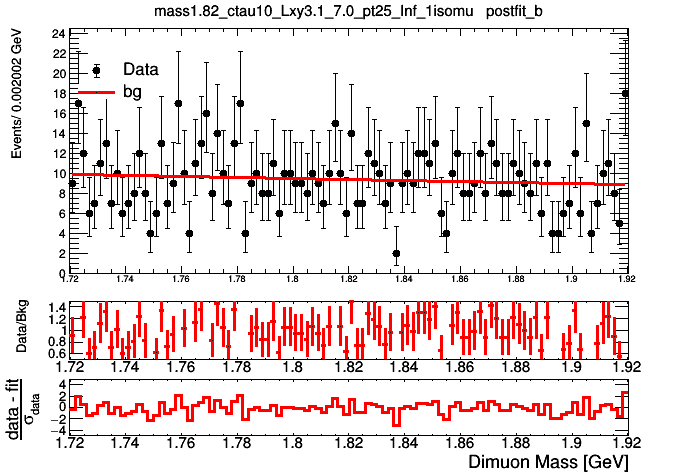 mass1.82_ctau10_Lxy3.1_7.0_pt25_Inf_1isomu postfit_b
Events/ 0.002002 GeV
24
22
20
18
16
14
12
10
8
6
4
2
0
Data
bg
1.72 1.74 1.76 1.78 1.8 1.82 1.84 1.86 1.88 1.9 1.92
Data/Bkg
1.4
1.2
1
0.8
0.6
1.72 1.74 1.76 1.78 1.8 1.82 1.84 1.86 1.88 1.9 1.92
data - fit
σdata
4
2
0
−2
−4
1.72 1.74 1.76 1.78 1.8 1.82 1.84 1.86 1.88 1.9 1.92
Dimuon Mass [GeV]